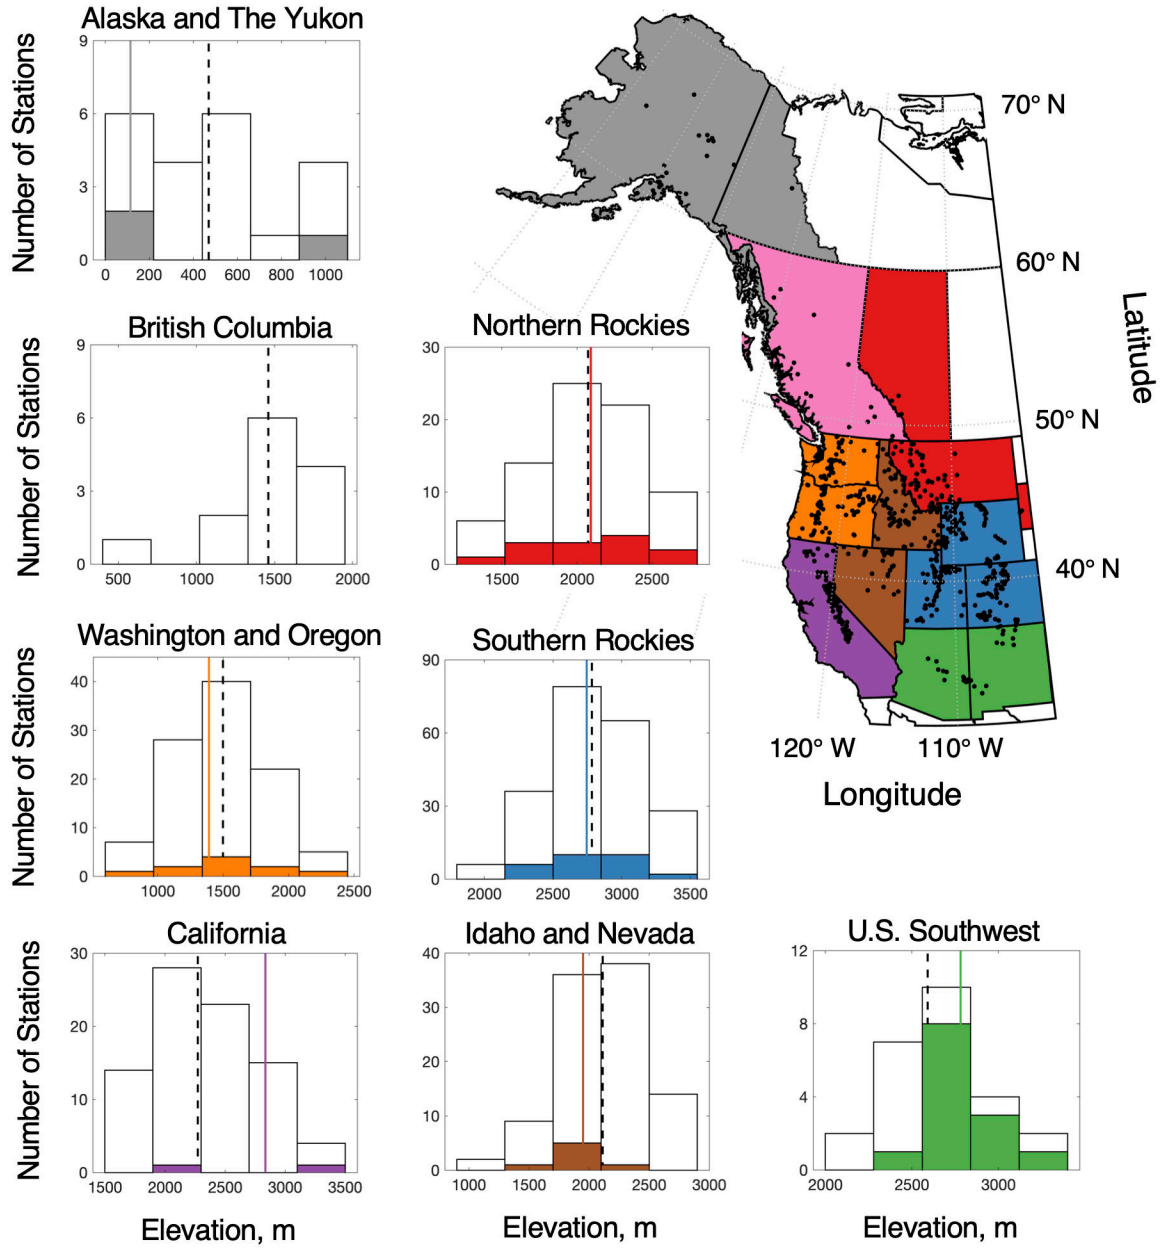 Alaska and The Yukon
Number of Stations
9
6
3
0
0 200 400 600 800 1000
70° N
60° N
50° N
40° N
Latitude
120° W 110° W
Longitude
British Columbia
Number of Stations
9
6
3
0
500 1000 1500 2000
Northern Rockies
30
20
10
0
1500 2000 2500
Washington and Oregon
Number of Stations
40
30
20
10
0
1000 1500 2000 2500
Southern Rockies
90
60
30
0
2000 2500 3000 3500
California
Number of Stations
30
20
10
0
1500 2000 2500 3000 3500
Elevation, m
Idaho and Nevada
40
30
20
10
0
1000 1500 2000 2500 3000
Elevation, m
U.S. Southwest
12
8
4
0
2000 2500 3000
Elevation, m